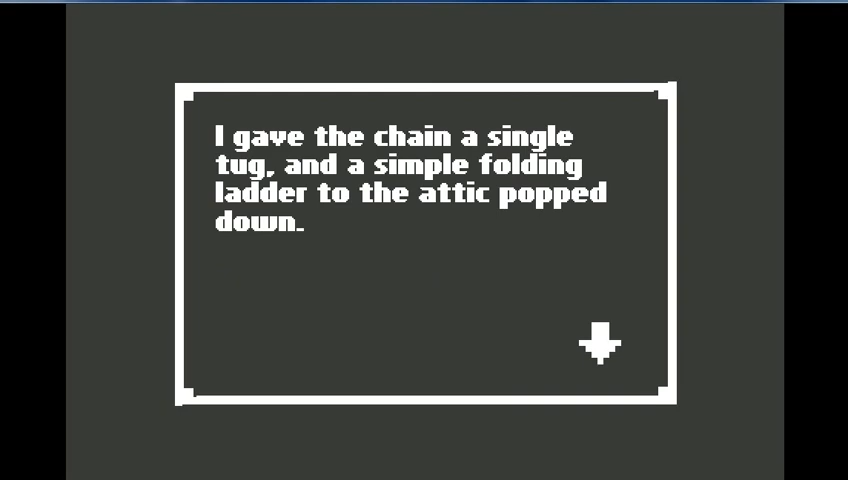 I gave the chain a single
tug, and a simple folding
ladder to the attic popped
down.